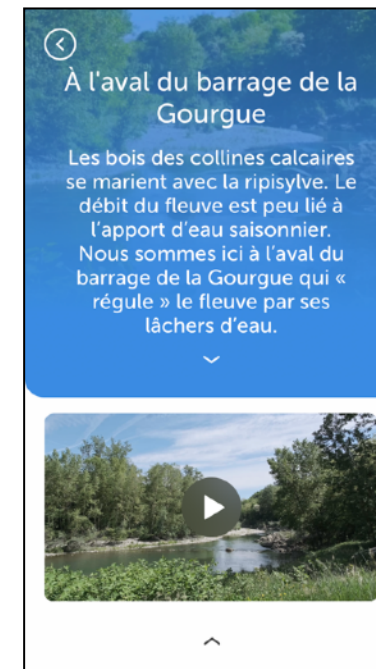 À l'aval du barrage de la
Gourgue
Les bois des collines calcaires
se marient avec la ripisylve. Le
débit du fleuve est peu lié à
l’apport d’eau saisonnier.
Nous sommes ici à l’aval du
barrage de la Gourgue qui «
régule » le fleuve par ses
lâchers d’eau.